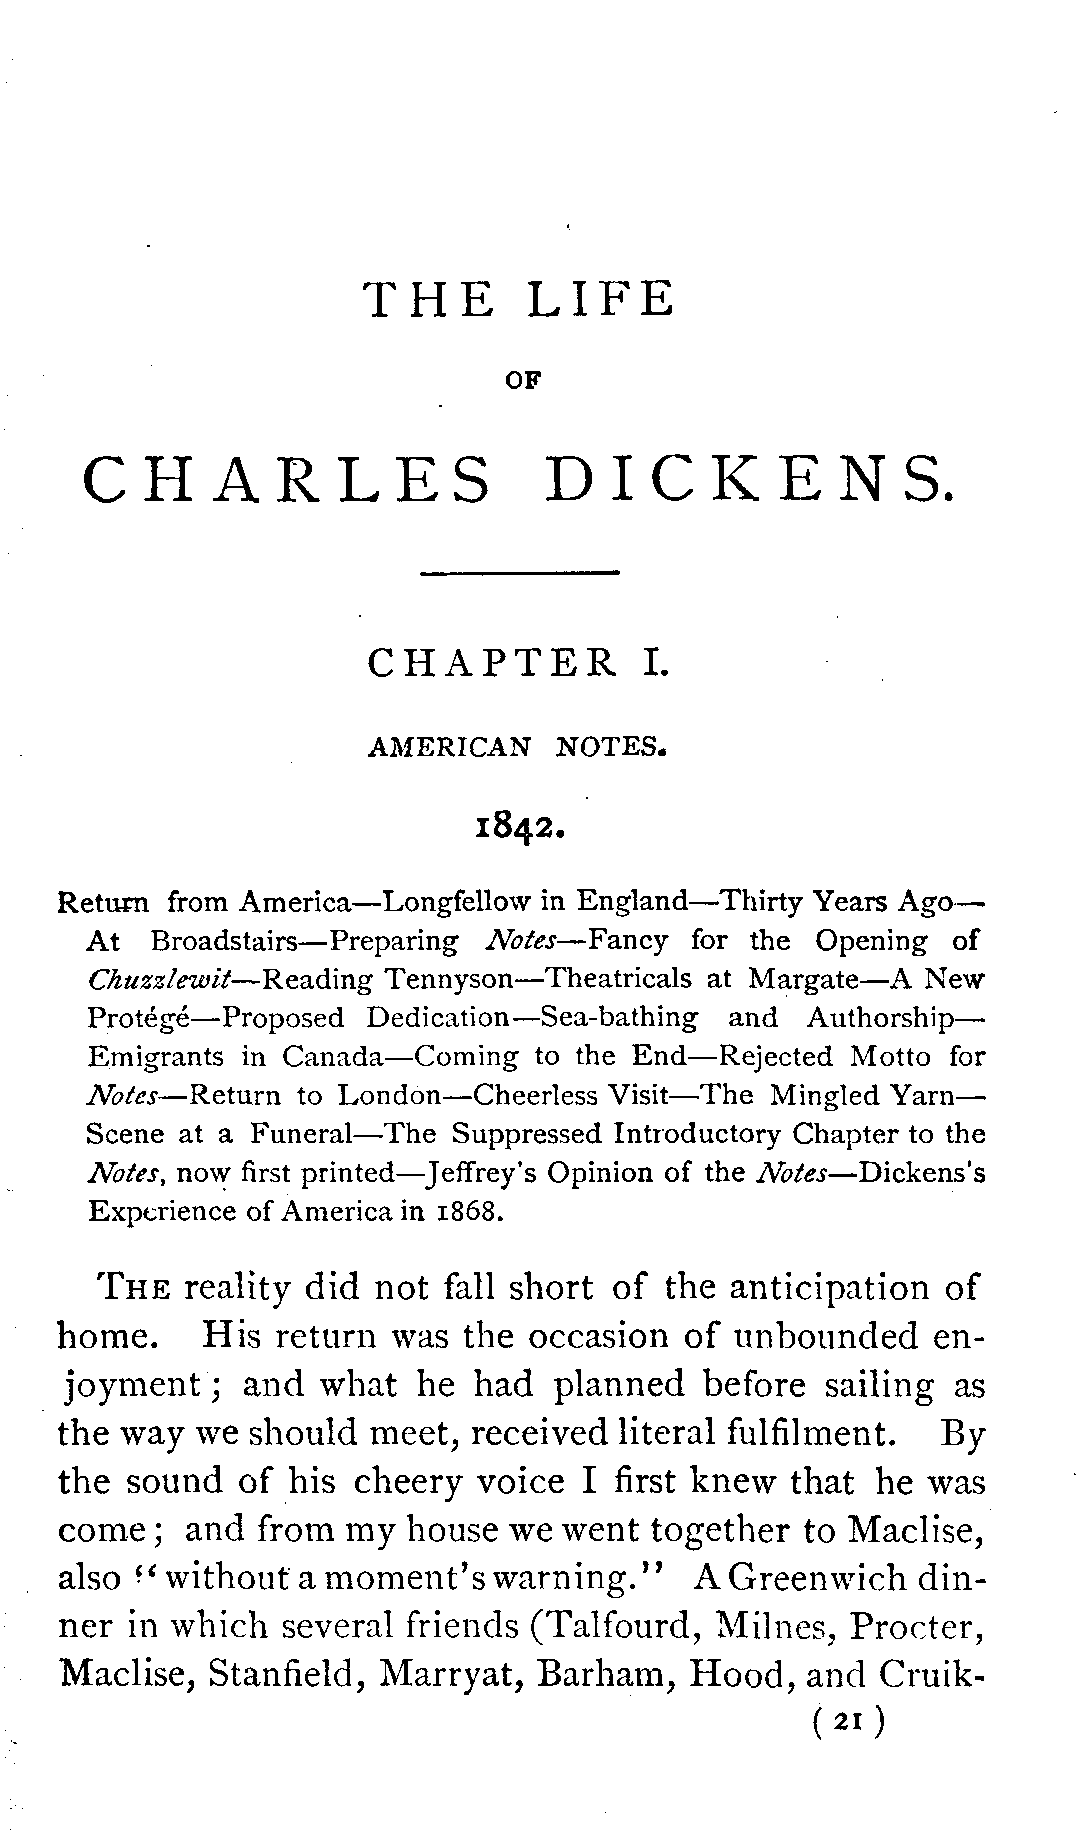 THE LIFE
OF
CHARLES DICKENS.
CHAPTER I.
AMERICAN NOTES.
1842.
Return from America—Longfellow in England—Thirty Years Ago—
At Broadstairs—Preparing Notes—Fancy for the Opening of
Chuzzlewit—Reading Tennyson—Theatricals at Margate—A New
Protégé—Proposed Dedication—Sea-bathing and Authorship—
Emigrants in Canada—Coming to the End—Rejected Motto for
Notes—Return to London—Cheerless Visit—The Mingled Yarn—
Scene at a Funeral—The Suppressed Introductory Chapter to the
Notes, now first printed—Jeffrey's Opinion of the Notes—Dickens's
Experience of America in 1868.
THE reality did not fall short of the anticipation of
home. His return was the occasion of unbounded en-
joyment; and what he had planned before sailing as
the way we should meet, received literal fulfilment. By
the sound of his cheery voice I first knew that he was
come; and from my house we went together to Maclise,
also "without a moment's warning." A Greenwich din-
ner in which several friends (Talfourd, Milnes, Procter,
Maclise, Stanfield, Marryat, Barham, Hood, and Cruik-
(21)